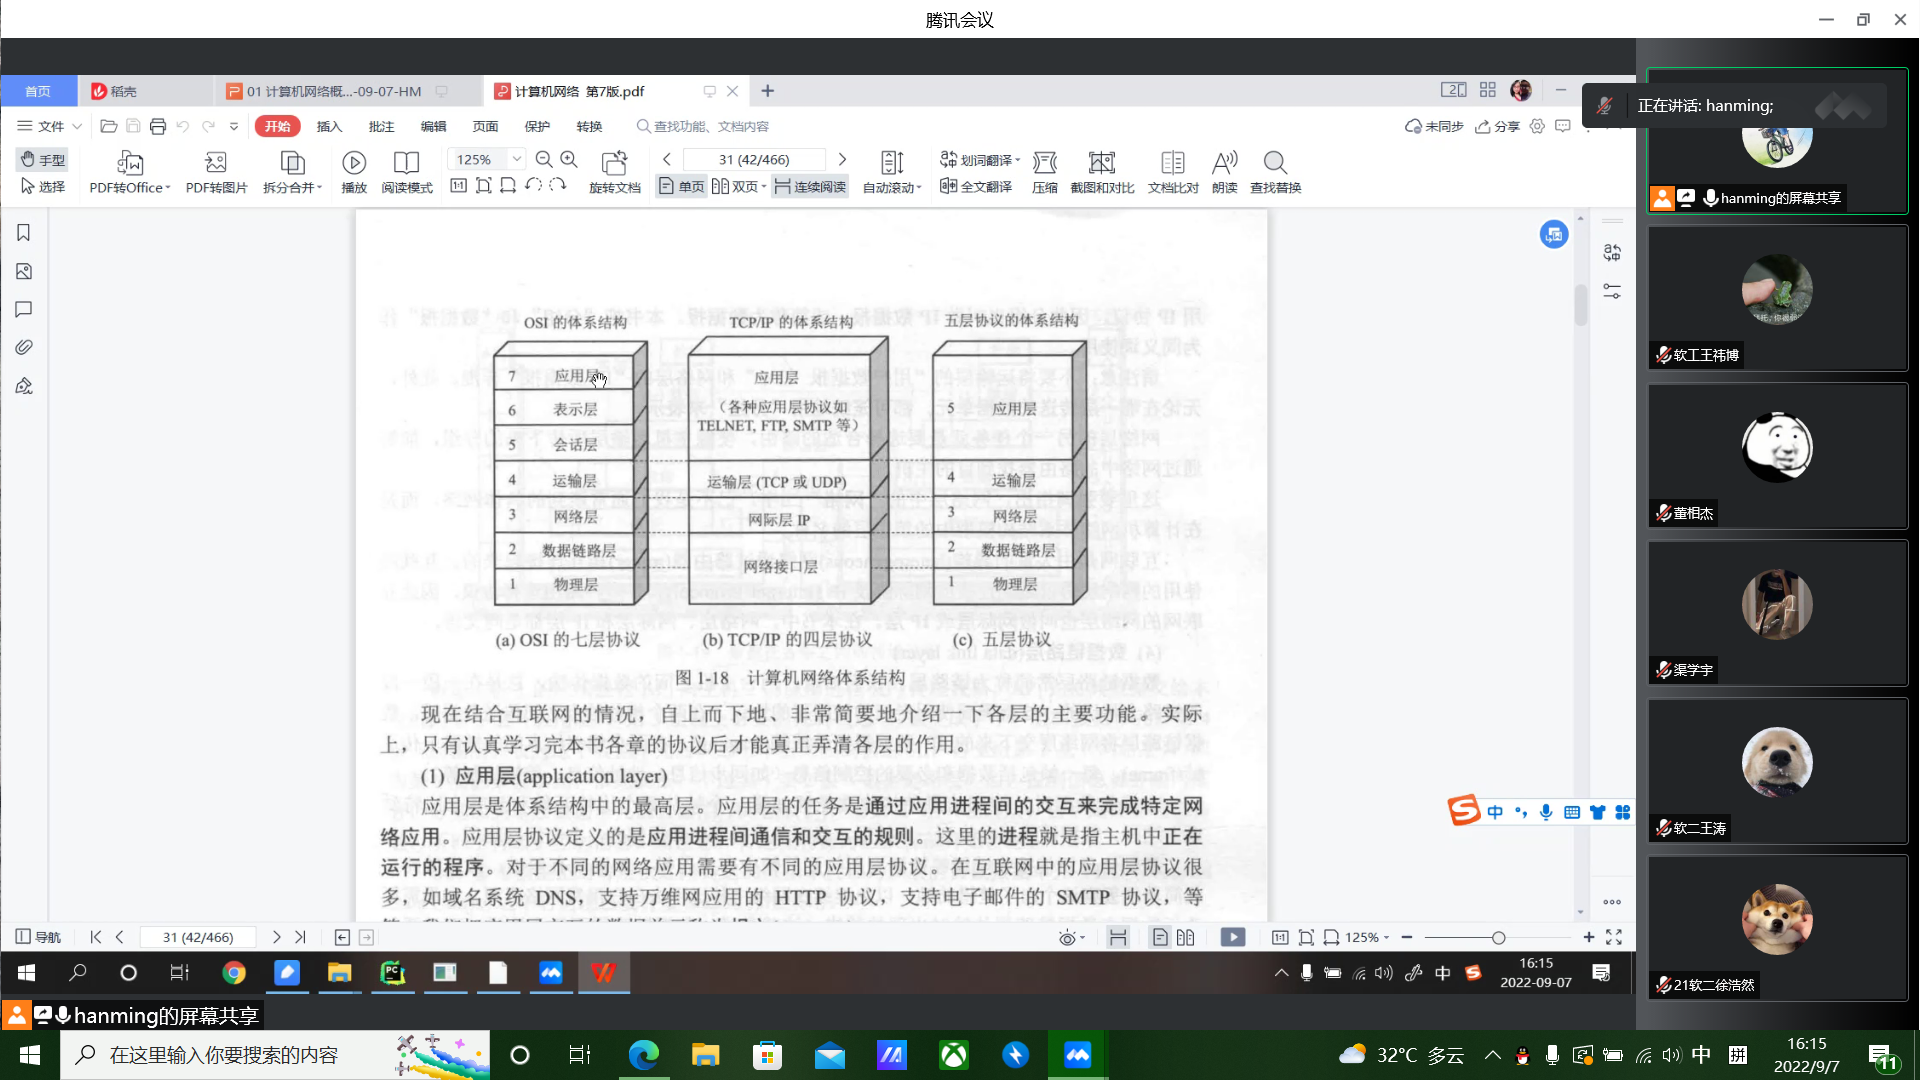 腾讯会议
首页
稻壳
01 计算机网络概...-09-07-HM
计算机网络 第7版.pdf
正在讲话: hanming;
文件
开始
插入
批注
编辑
页面
保护
转换
查找功能、文档内容
未同步
分享
手型
选择
PDF转Office
PDF转图片
拆分合并
播放
阅读模式
125%
旋转文档
31 (42/466)
单页
双页
连续阅读
自动滚动
划词翻译
全文翻译
压缩
截图和对比
文档比对
朗读
查找替换
hanming的屏幕共享
软工王祎博
董相杰
渠学宇
软二王涛
21软二徐浩然
OSI 的体系结构
TCP/IP 的体系结构
五层协议的体系结构
7 应用层
6 表示层
5 会话层
4 运输层
3 网络层
2 数据链路层
1 物理层
应用层
（各种应用层协议如
TELNET, FTP, SMTP 等）
运输层 (TCP 或 UDP)
网际层 IP
网络接口层
5 应用层
4 运输层
3 网络层
2 数据链路层
1 物理层
(a) OSI 的七层协议
(b) TCP/IP 的四层协议
(c) 五层协议
图 1-18 计算机网络体系结构
现在结合互联网的情况，自上而下地、非常简要地介绍一下各层的主要功能。实际
上，只有认真学习完本书各章的协议后才能真正弄清各层的作用。
(1) 应用层(application layer)
应用层是体系结构中的最高层。应用层的任务是通过应用进程间的交互来完成特定网
络应用。应用层协议定义的是应用进程间通信和交互的规则。这里的进程就是指主机中正在
运行的程序。对于不同的网络应用需要有不同的应用层协议。在互联网中的应用层协议很
多，如域名系统 DNS，支持万维网应用的 HTTP 协议，支持电子邮件的 SMTP 协议，等
中
导航
31 (42/466)
125%
中
16:15
2022-09-07
hanming的屏幕共享
在这里输入你要搜索的内容
32°C 多云
中
拼
16:15
2022/9/7
11